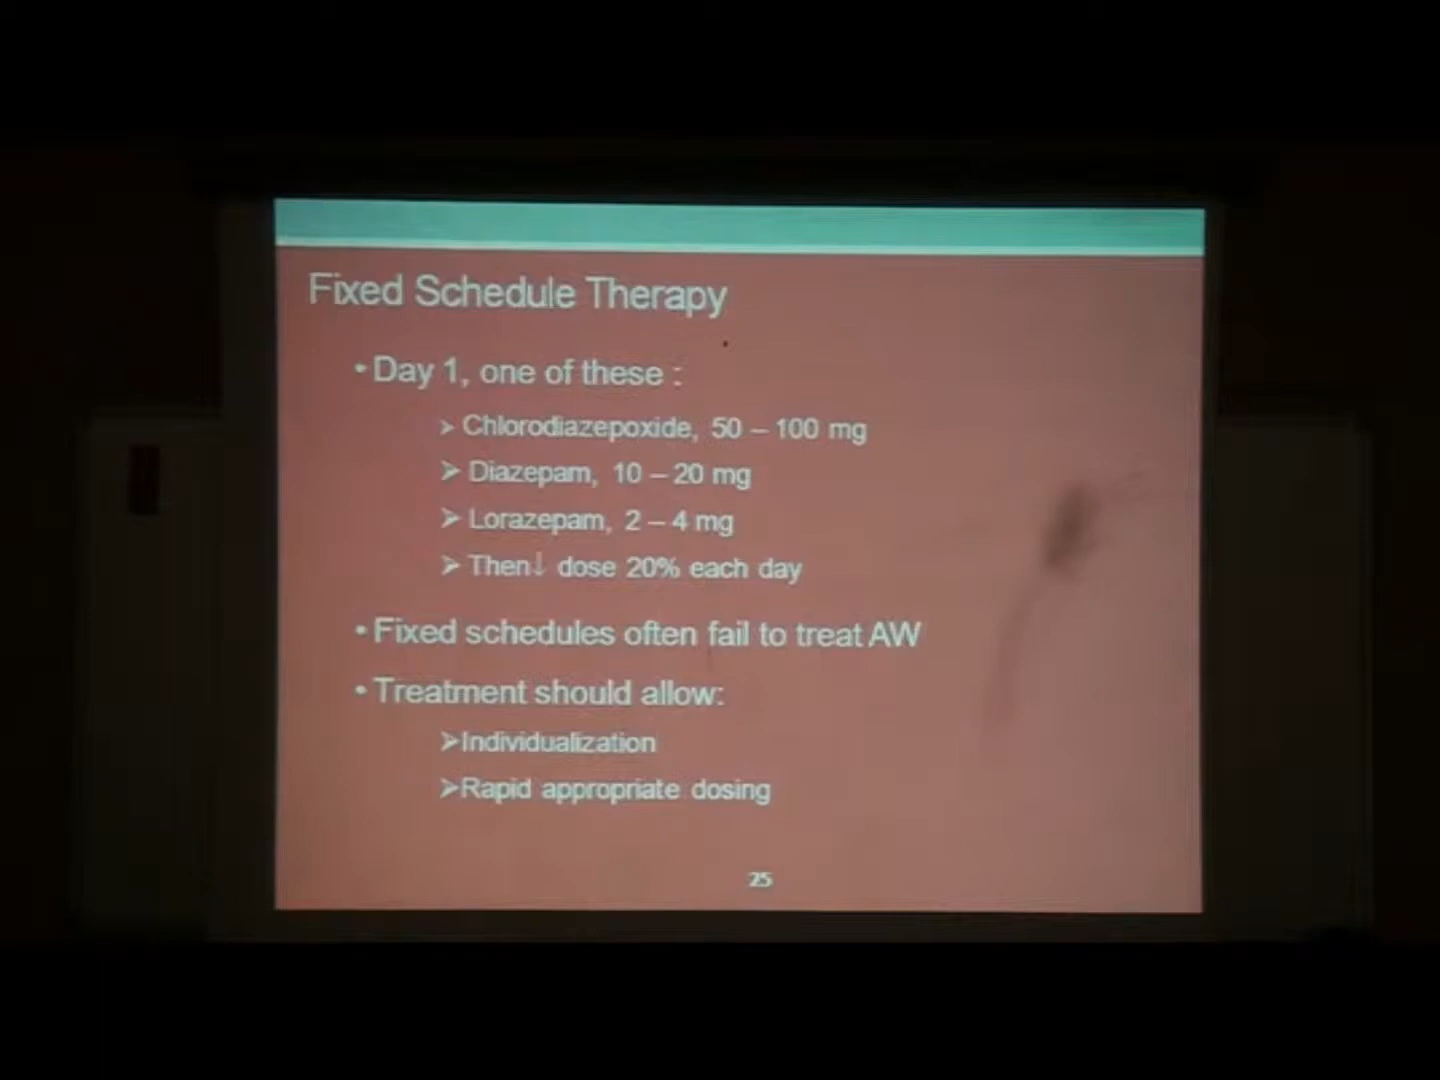 Fixed Schedule Therapy
• Day 1, one of these :
➢ Chlorodiazepoxide, 50 – 100 mg
➢ Diazepam, 10 – 20 mg
➢ Lorazepam, 2 – 4 mg
➢ Then↓ dose 20% each day
• Fixed schedules often fail to treat AW
• Treatment should allow:
➢Individualization
➢Rapid appropriate dosing
25